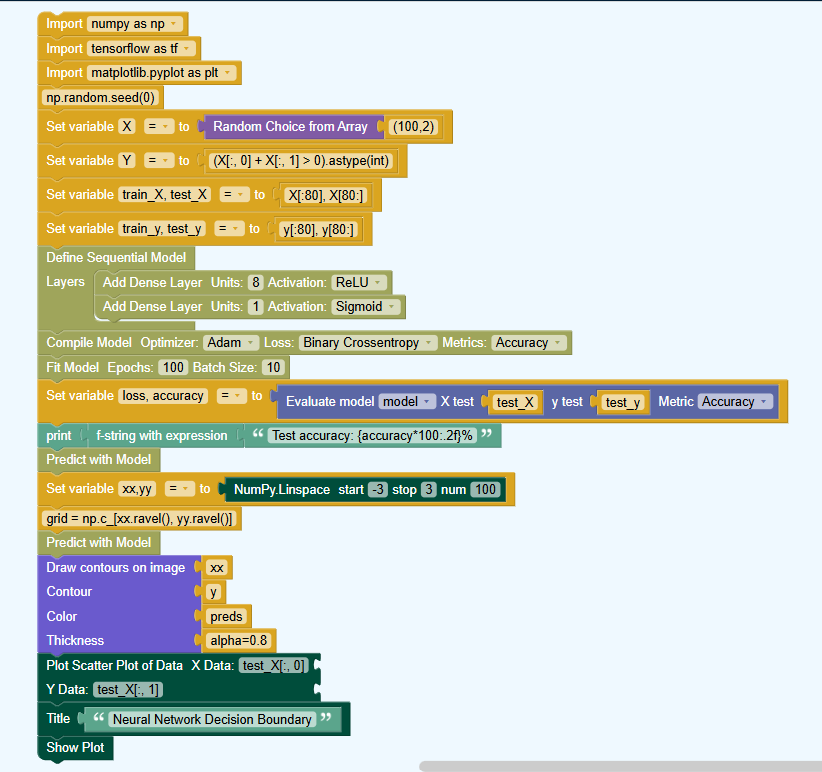 Import numpy as np
Import tensorflow as tf
Import matplotlib.pyplot as plt
np.random.seed(0)
Set variable X = to Random Choice from Array (100,2)
Set variable Y = to (X[:, 0] + X[:, 1] > 0).astype(int)
Set variable train_X, test_X = to X[:80], X[80:]
Set variable train_y, test_y = to y[:80], y[80:]
Define Sequential Model
Layers Add Dense Layer Units: 8 Activation: ReLU
Add Dense Layer Units: 1 Activation: Sigmoid
Compile Model Optimizer: Adam Loss: Binary Crossentropy Metrics: Accuracy
Fit Model Epochs: 100 Batch Size: 10
Set variable loss, accuracy = to Evaluate model model X test test_X y test test_y Metric Accuracy
print f-string with expression “ Test accuracy: {accuracy*100:.2f}% ”
Predict with Model
Set variable xx,yy = to NumPy.Linspace start -3 stop 3 num 100
grid = np.c_[xx.ravel(), yy.ravel()]
Predict with Model
Draw contours on image xx
Contour y
Color preds
Thickness alpha=0.8
Plot Scatter Plot of Data X Data: test_X[:, 0]
Y Data: test_X[:, 1]
Title “ Neural Network Decision Boundary ”
Show Plot